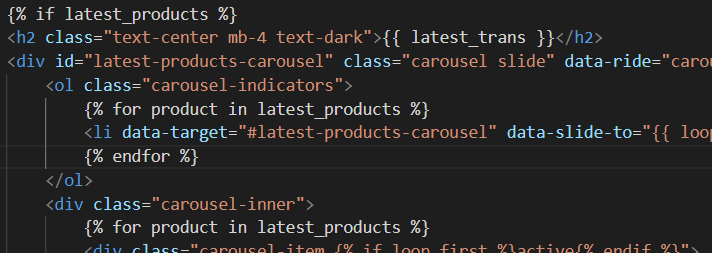 {% if latest_products %}
<h2 class="text-center mb-4 text-dark">{{ latest_trans }}</h2>
<div id="latest-products-carousel" class="carousel slide" data-ride="carou
<ol class="carousel-indicators">
{% for product in latest_products %}
<li data-target="#latest-products-carousel" data-slide-to="{{ loop
{% endfor %}
</ol>
<div class="carousel-inner">
{% for product in latest_products %}
<div class="carousel-item {% if loop.first %}active{% endif %}">